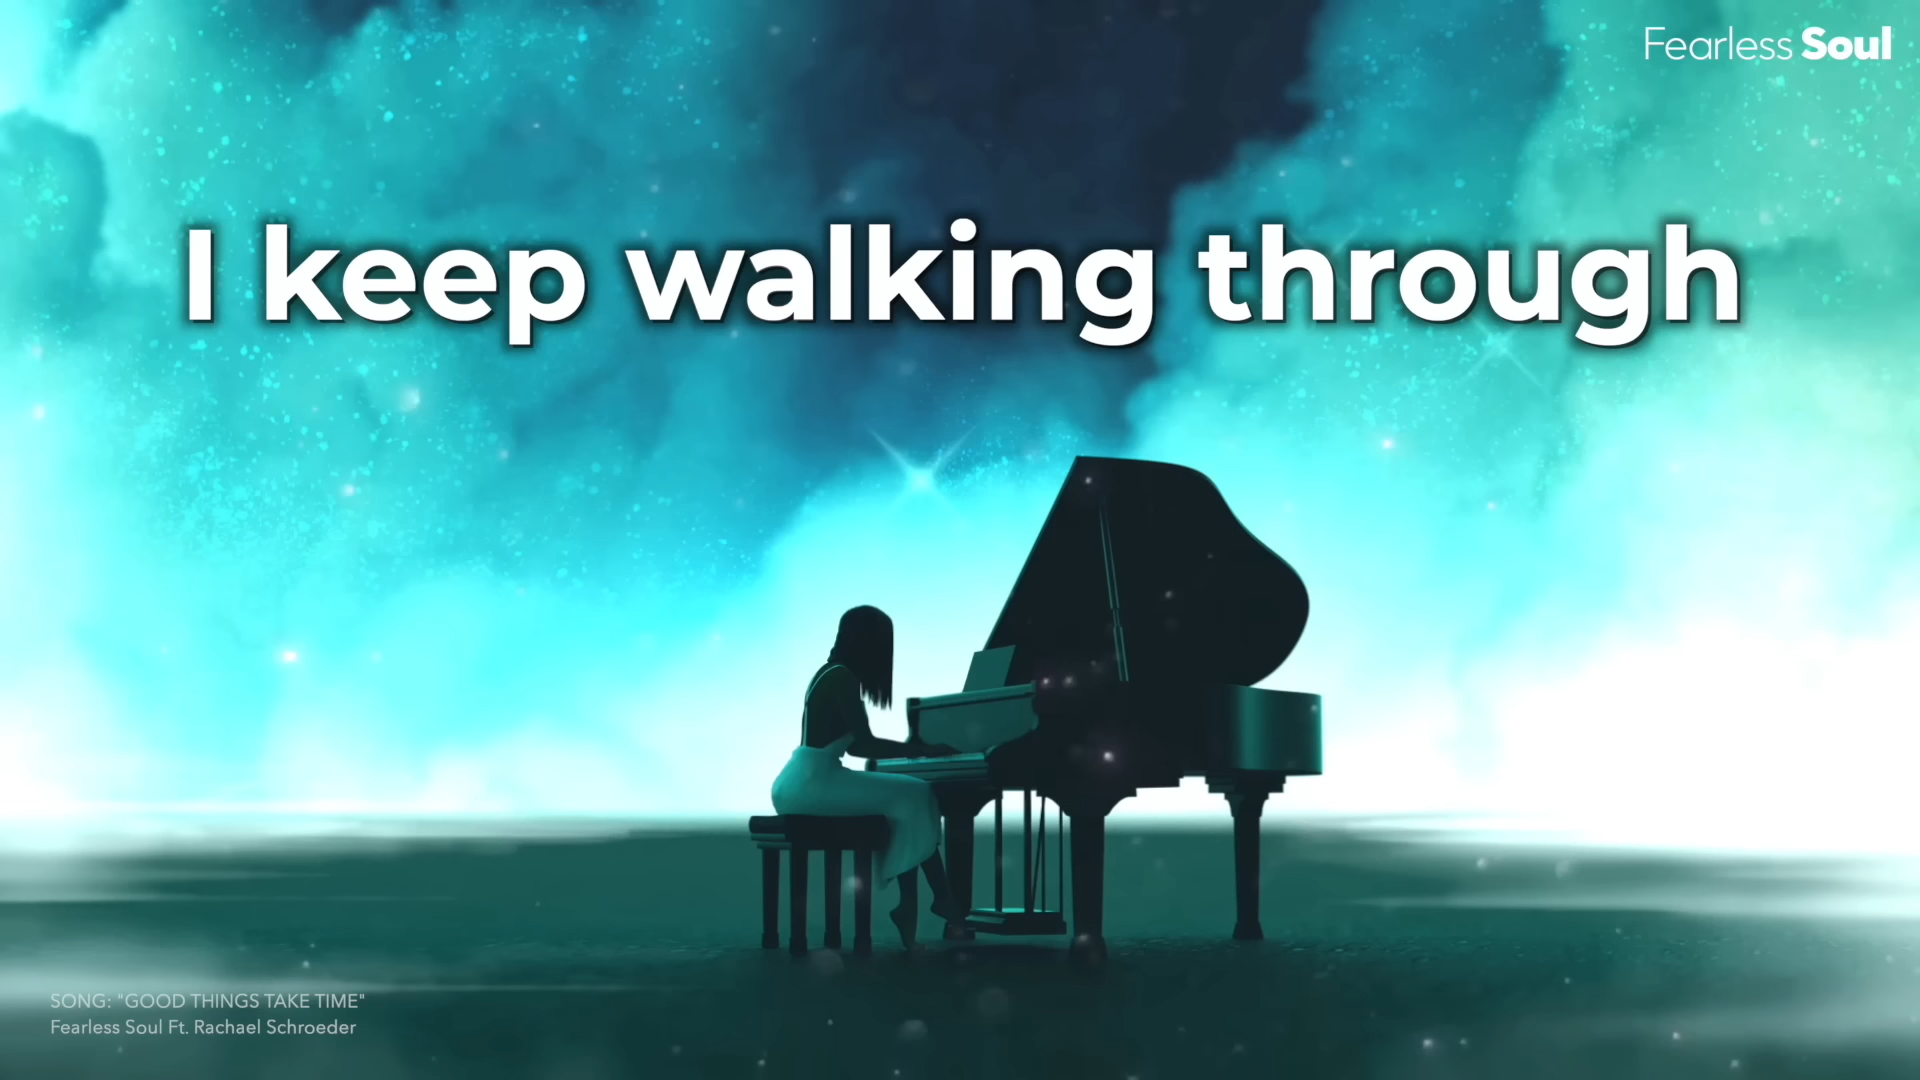 Fearless Soul
I keep walking through
SONG: "GOOD THINGS TAKE TIME"
Fearless Soul Ft. Rachael Schroeder